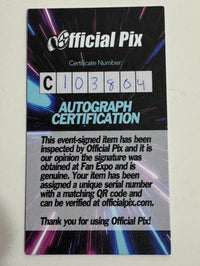 Official Pix
Certificate Number:
C 103804
AUTOGRAPH
CERTIFICATION
This event-signed item has been
inspected by Official Pix and it is
our opinion the signature was
obtained at Fan Expo and is
genuine. Your item has been
assigned a unique serial number
with a matching QR code and
can be verified at officialpix.com.
Thank you for using Official Pix!